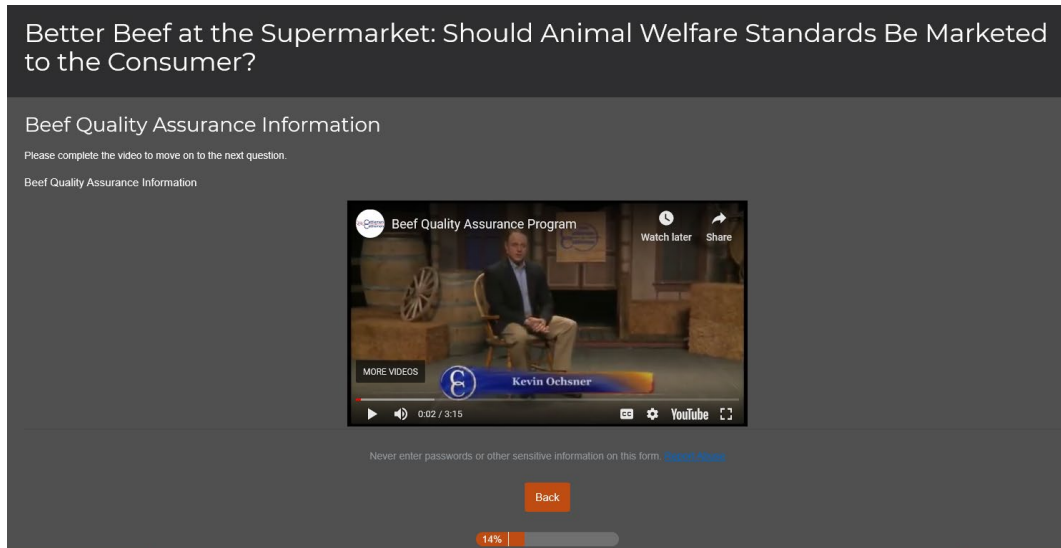 Better Beef at the Supermarket: Should Animal Welfare Standards Be Marketed
to the Consumer?
Beef Quality Assurance Information
Please complete the video to move on to the next question.
Beef Quality Assurance Information
Beef Quality Assurance Program
Watch later
Share
MORE VIDEOS
Kevin Ochsner
0:02 / 3:15
CC
YouTube
Never enter passwords or other sensitive information on this form.
Back
14%